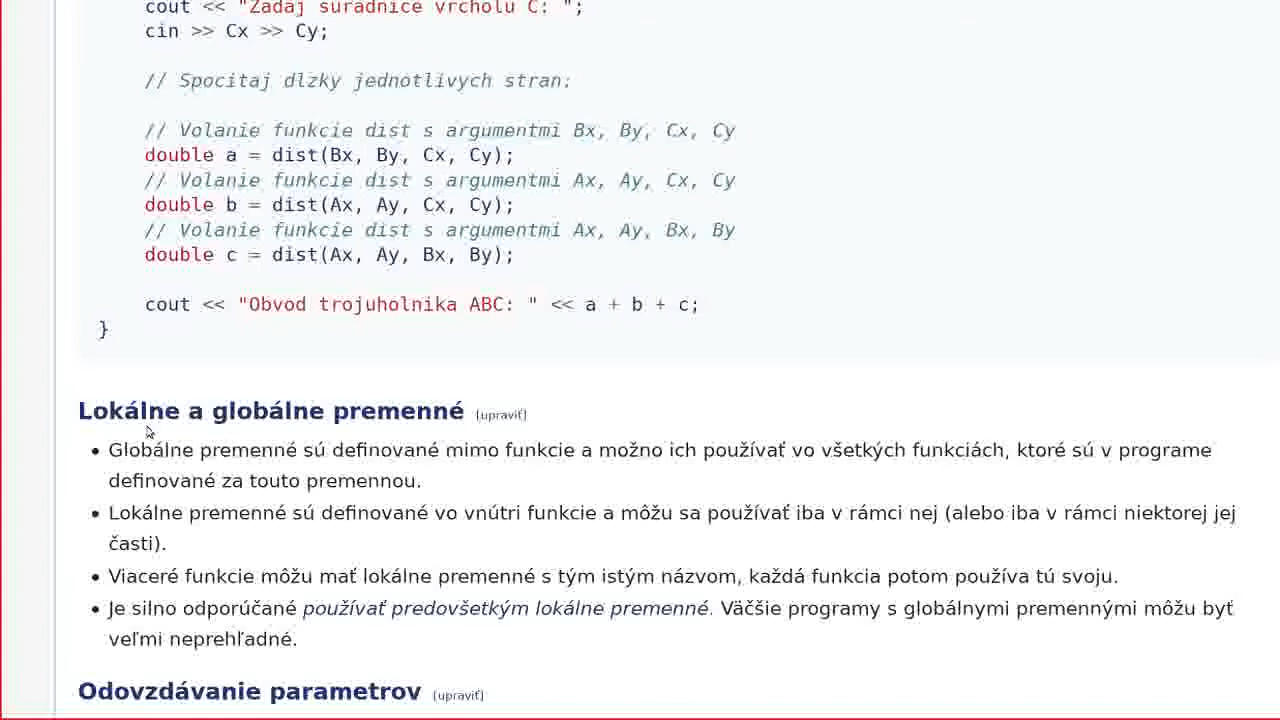 cout << "Zadaj suradnice vrcholu C: ";
cin >> Cx >> Cy;
// Spocitaj dlzky jednotlivych stran:
// Volanie funkcie dist s argumentmi Bx, By, Cx, Cy
double a = dist(Bx, By, Cx, Cy);
// Volanie funkcie dist s argumentmi Ax, Ay, Cx, Cy
double b = dist(Ax, Ay, Cx, Cy);
// Volanie funkcie dist s argumentmi Ax, Ay, Bx, By
double c = dist(Ax, Ay, Bx, By);
cout << "Obvod trojuholnika ABC: " << a + b + c;
}
Lokálne a globálne premenné [upraviť]
• Globálne premenné sú definované mimo funkcie a možno ich používať vo všetkých funkciách, ktoré sú v programe
definované za touto premennou.
• Lokálne premenné sú definované vo vnútri funkcie a môžu sa používať iba v rámci nej (alebo iba v rámci niektorej jej
časti).
• Viaceré funkcie môžu mať lokálne premenné s tým istým názvom, každá funkcia potom používa tú svoju.
• Je silno odporúčané používať predovšetkým lokálne premenné. Väčšie programy s globálnymi premennými môžu byť
veľmi neprehľadné.
Odovzdávanie parametrov [upraviť]